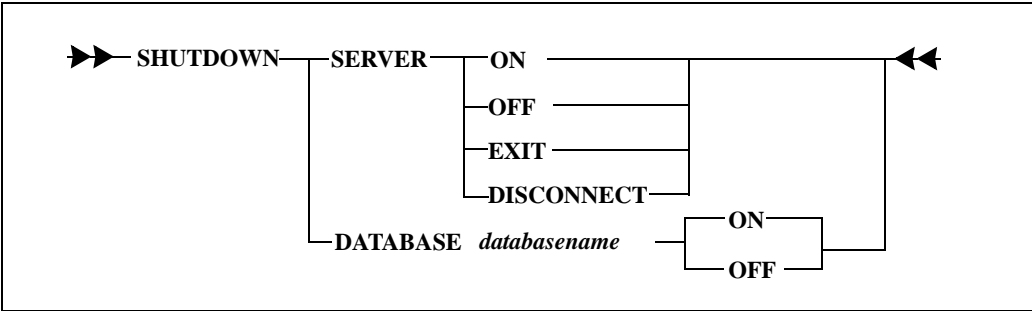 SHUTDOWN SERVER ON
OFF
EXIT
DISCONNECT
DATABASE databasename ON
OFF